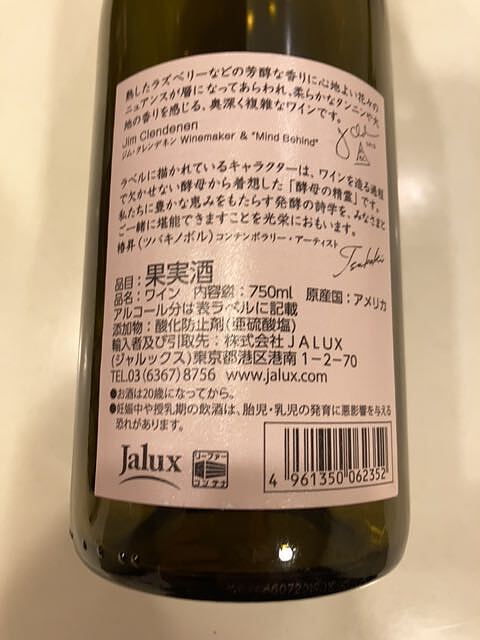 熟したラズベリーなどの芳醇な香りに心地よい花みの
ニュアンスが層になってあらわれ、柔らかなタンニンや大
地の香りを感じる、奥深く複雑なワインです。
Jim Clendenen
ジム・クレンデネン Winemaker & "Mind Behind"
ラベルに描かれているキャラクターは、ワインを造る過程
で欠かせない酵母から着想した「酵母の精霊」です。
私たちに豊かな恵みをもたらす発酵の詩学を、みなさまと
ご一緒に堪能できますことを光栄におもいます。
椿昇(ツバキノボル)コンテンポラリー・アーティスト
Tsubaki
品目:果実酒
品名:ワイン 内容量:750ml 原産国:アメリカ
アルコール分は表ラベルに記載
添加物:酸化防止剤(亜硫酸塩)
輸入者及び引取先:株式会社JALUX
(ジャルックス)東京都港区港南1-2-70
TEL.03(6367)8756 www.jalux.com
●お酒は20歳になってから。
●妊娠中や授乳期の飲酒は、胎児・乳児の発育に悪影響を与える
恐れがあります。
Jalux
リーファー
コンテナ
4 961350 062352